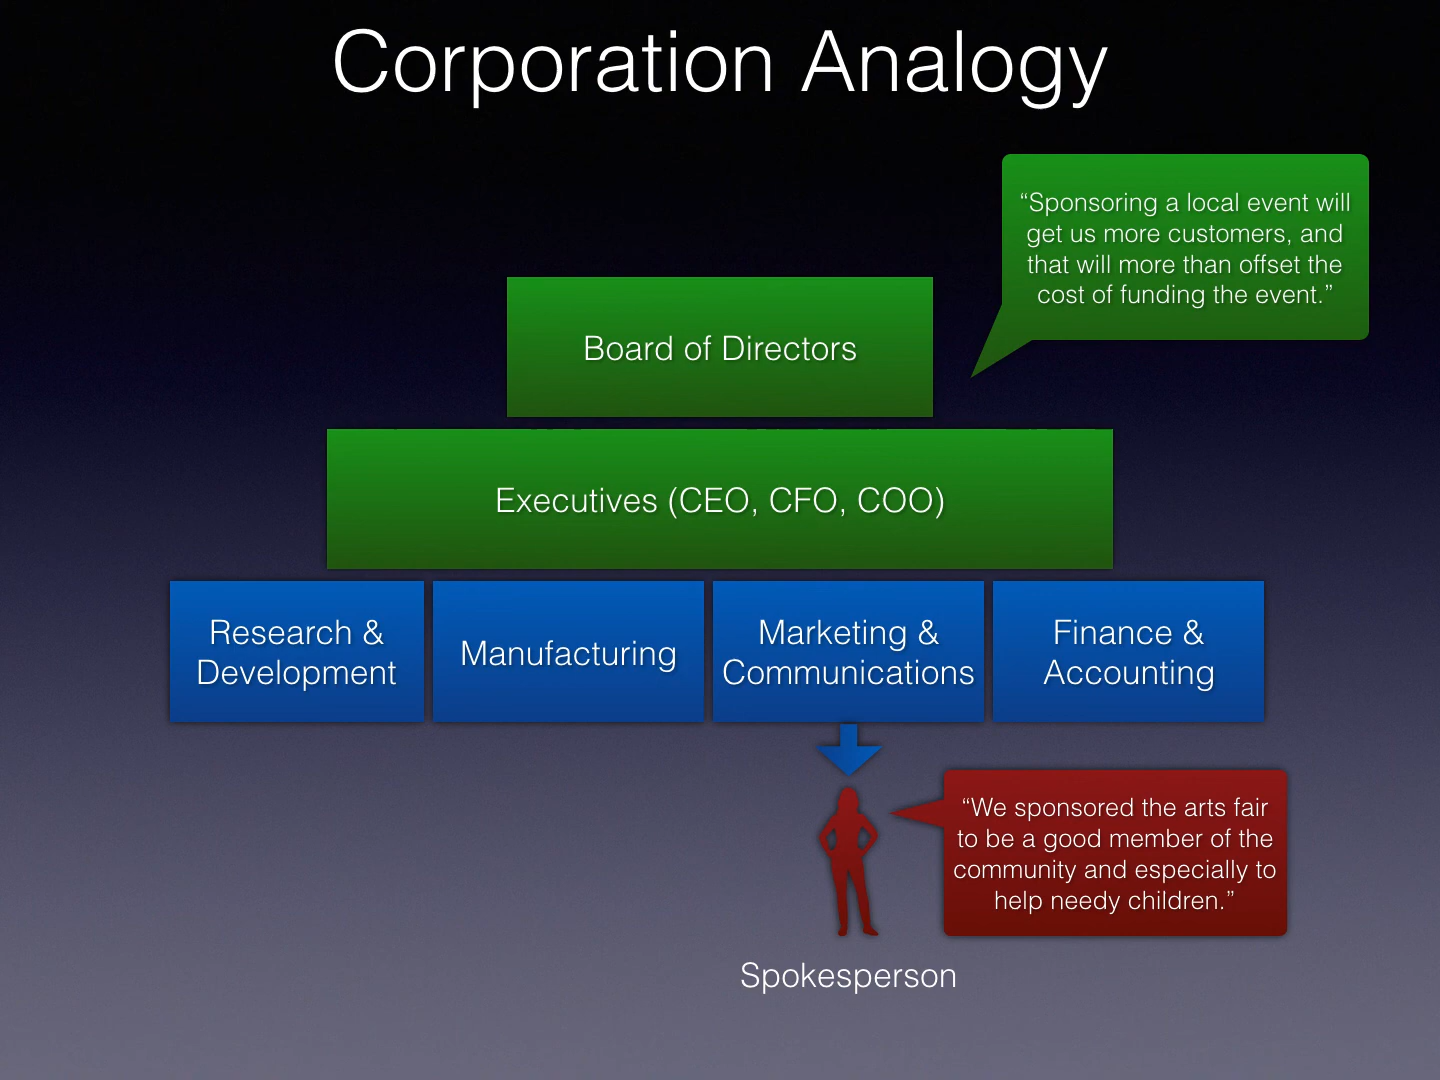 Corporation Analogy
“Sponsoring a local event will
get us more customers, and
that will more than offset the
cost of funding the event.”
Board of Directors
Executives (CEO, CFO, COO)
Research &
Development
Manufacturing
Marketing &
Communications
Finance &
Accounting
“We sponsored the arts fair
to be a good member of the
community and especially to
help needy children.”
Spokesperson